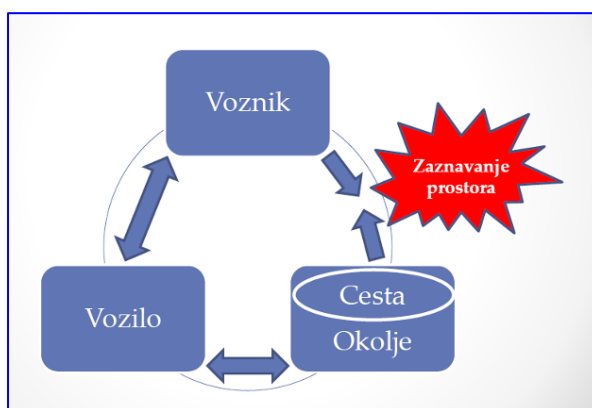 Voznik
Zaznavanje
prostora
Vozilo
Cesta
Okolje